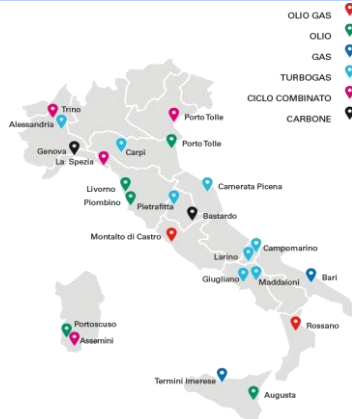 OLIO GAS
OLIO
GAS
TURBOGAS
CICLO COMBINATO
CARBONE
Trino
Alessandria
Porto Tolle
Genova
La Spezia
Carpi
Porto Tolle
Livorno
Piombino
Camerata Picena
Pietrafitta
Bastardo
Montalto di Castro
Campomarino
Larino
Giugliano
Maddaloni
Bari
Portoscuso
Assemini
Rossano
Termini Imerese
Augusta